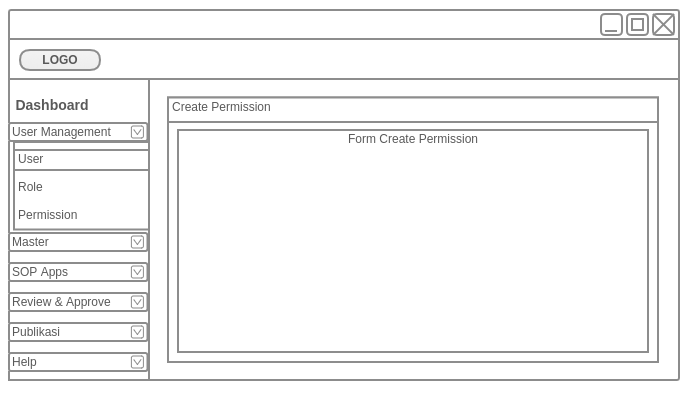 LOGO
Dashboard
User Management
User
Role
Permission
Master
SOP Apps
Review & Approve
Publikasi
Help
Create Permission
Form Create Permission